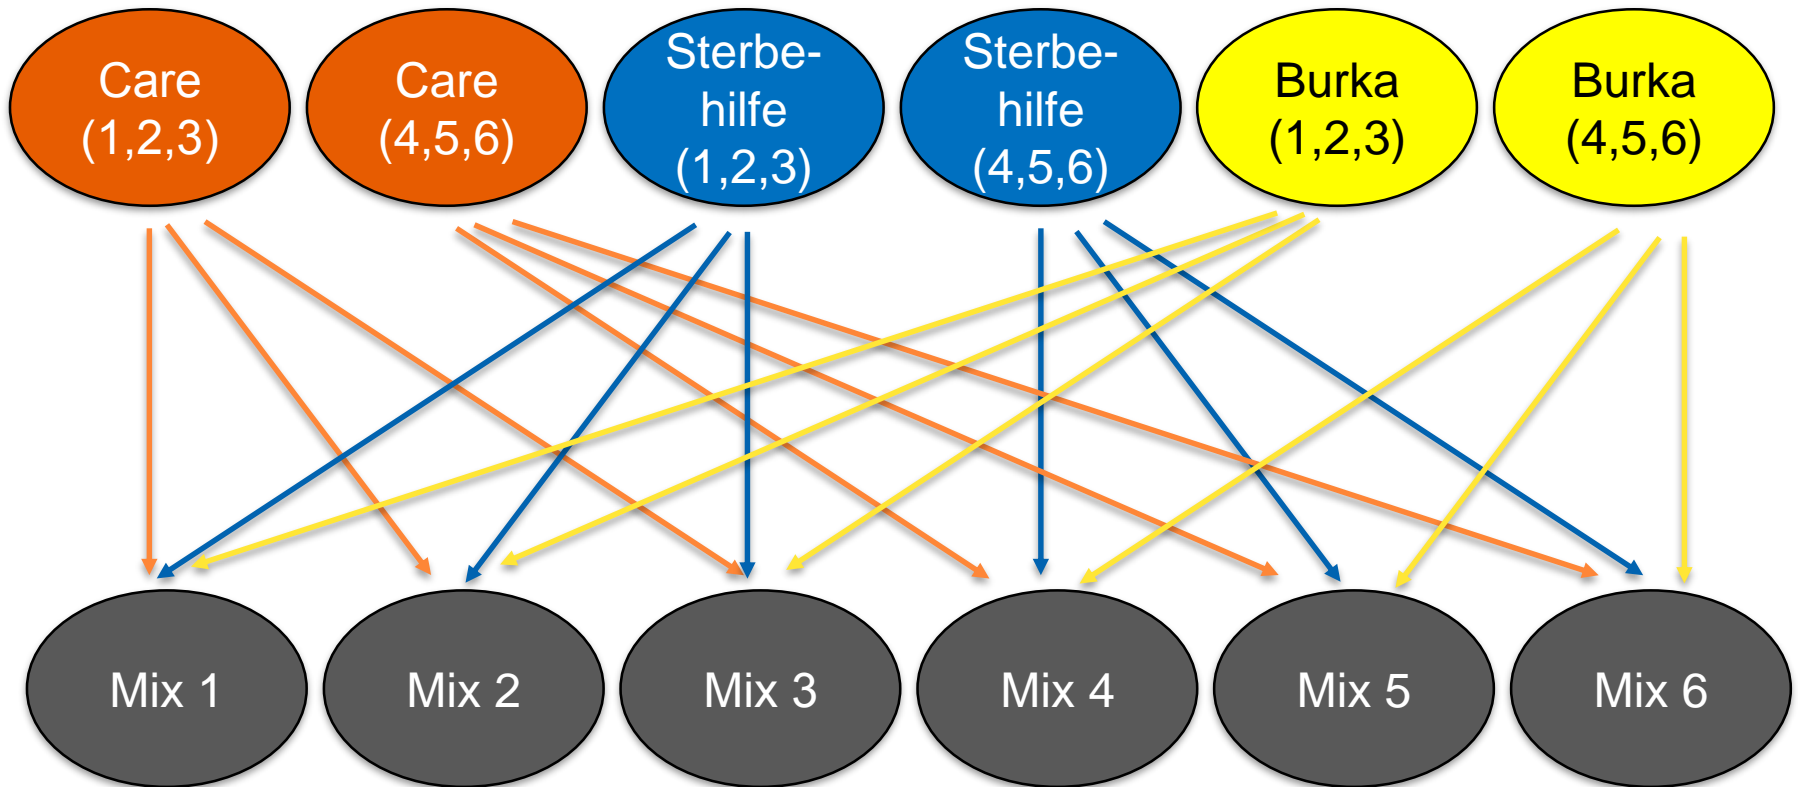 Care
(1,2,3)
Care
(4,5,6)
Sterbe-
hilfe
(1,2,3)
Sterbe-
hilfe
(4,5,6)
Burka
(1,2,3)
Burka
(4,5,6)
Mix 1
Mix 2
Mix 3
Mix 4
Mix 5
Mix 6